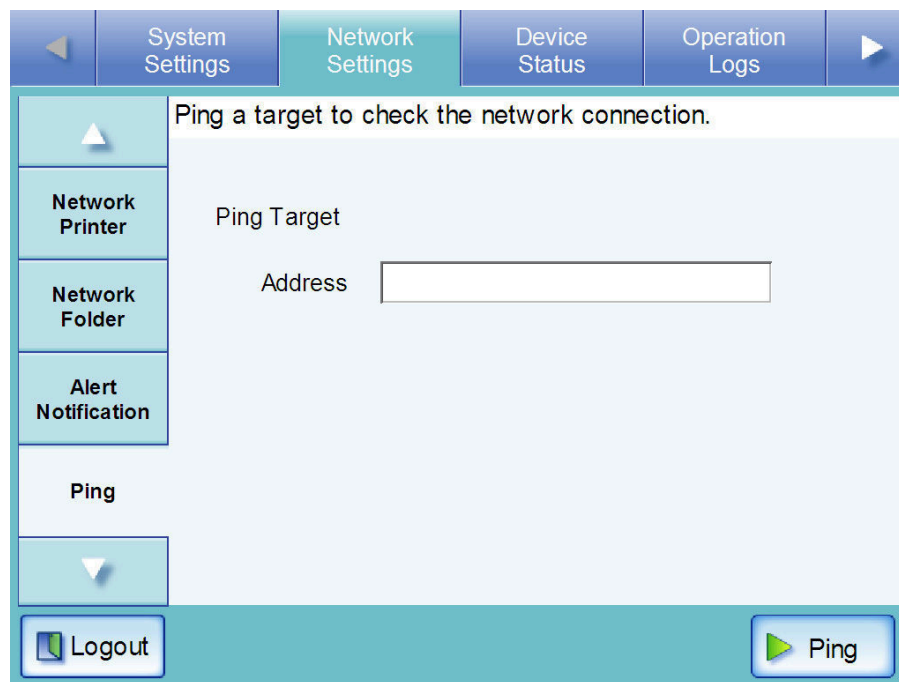 System
Settings
Network
Settings
Device
Status
Operation
Logs
Ping a target to check the network connection.
Network
Printer
Network
Folder
Alert
Notification
Ping
Ping Target
Address
Logout
Ping